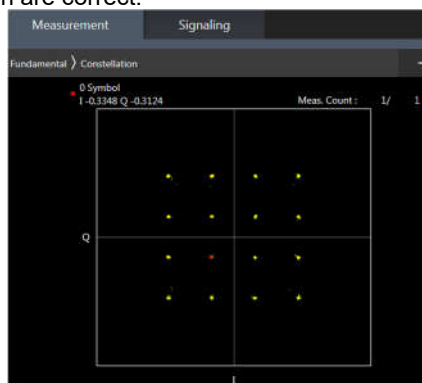 n are correct.
Measurement Signaling
Fundamental 〉 Constellation
0 Symbol
I -0.3348 Q -0.3124 Meas. Count : 1/ 1
Q
I